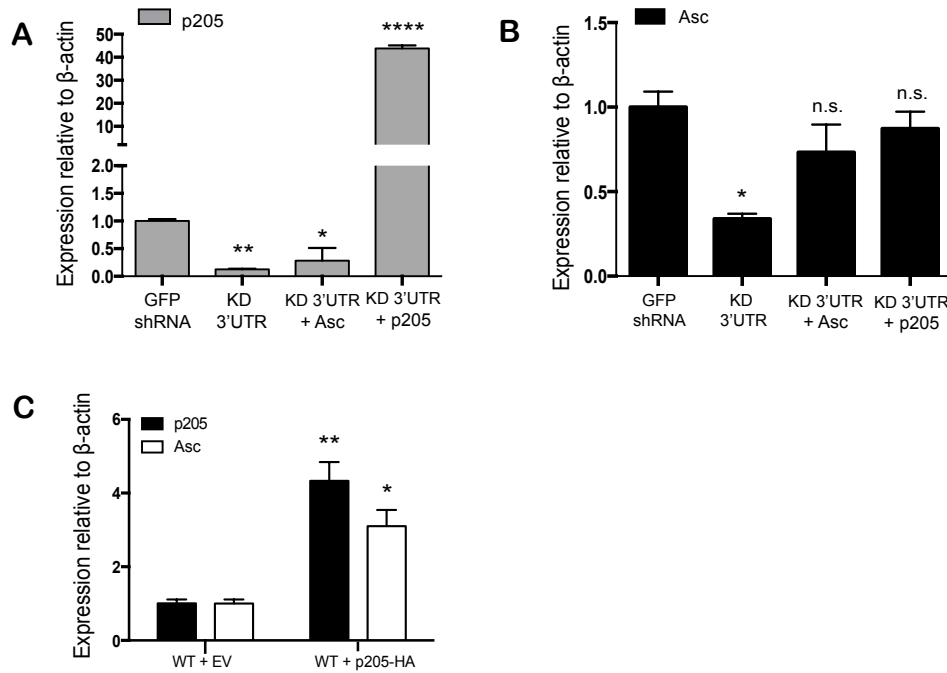 A
p205
Expression relative to β-actin
50
40
30
20
10
2.0
1.5
1.0
0.5
0.0
**
*
****
GFP
shRNA
KD
3’UTR
KD 3’UTR
+ Asc
KD 3’UTR
+ p205
B
Asc
Expression relative to β-actin
1.5
1.0
0.5
0.0
*
n.s.
n.s.
GFP
shRNA
KD
3’UTR
KD 3’UTR
+ Asc
KD 3’UTR
+ p205
C
p205
Asc
Expression relative to β-actin
6
4
2
0
**
*
WT + EV
WT + p205-HA